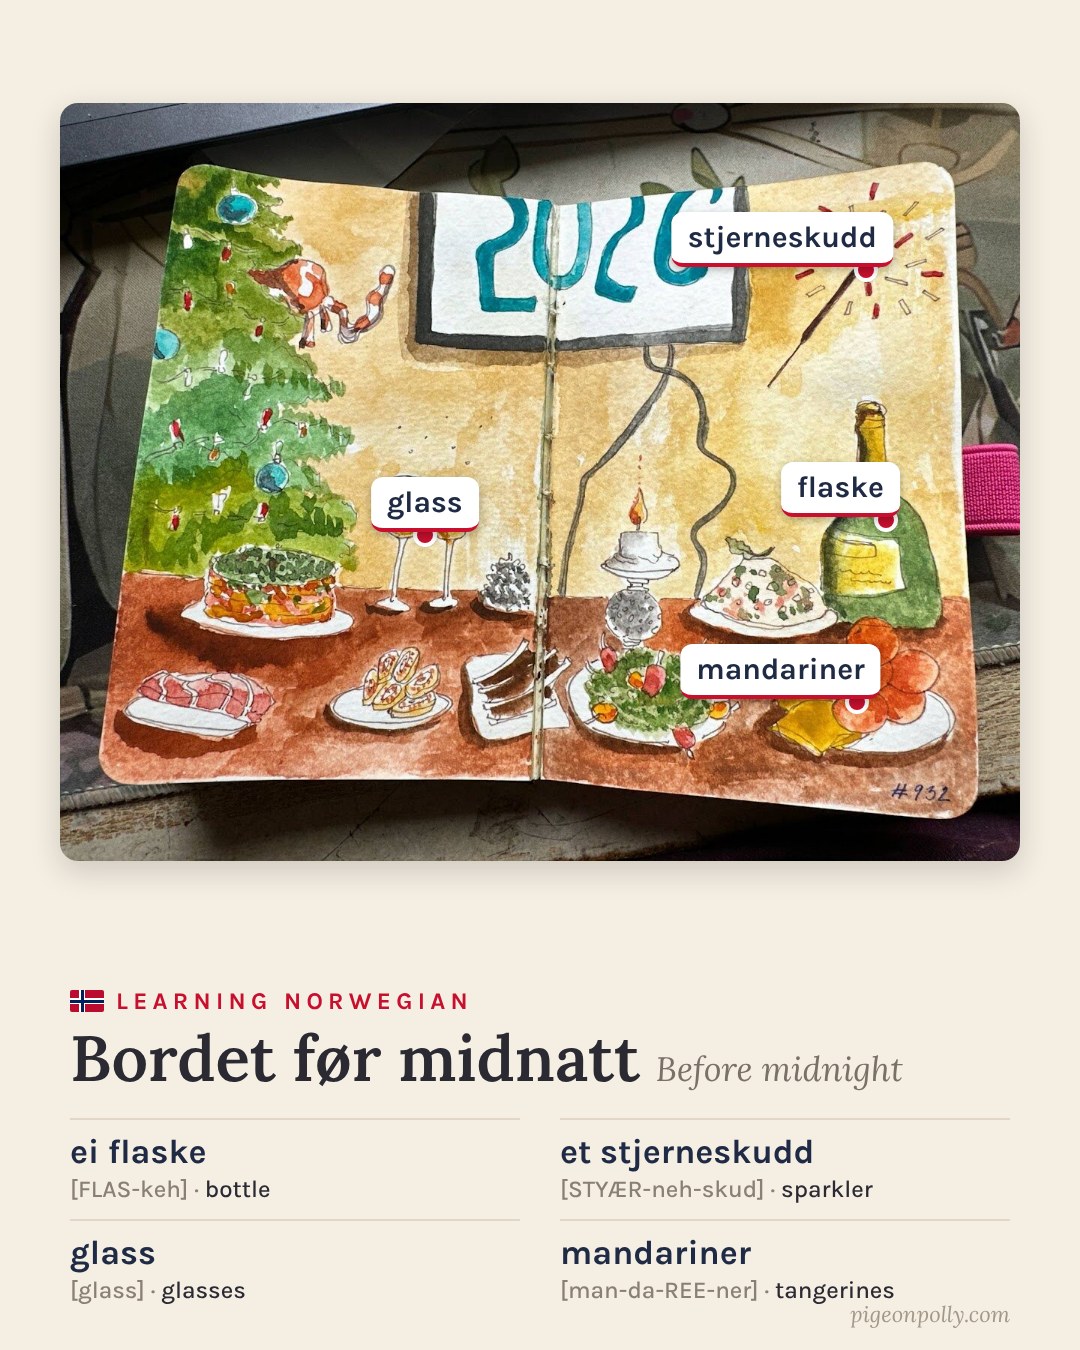 2026
stjerneskudd
glass
flaske
mandariner
#932
LEARNING NORWEGIAN
Bordet før midnatt Before midnight
ei flaske
[FLAS-keh] · bottle
et stjerneskudd
[STYÆR-neh-skud] · sparkler
glass
[glass] · glasses
mandariner
[man-da-REE-ner] · tangerines
pigeonpolly.com